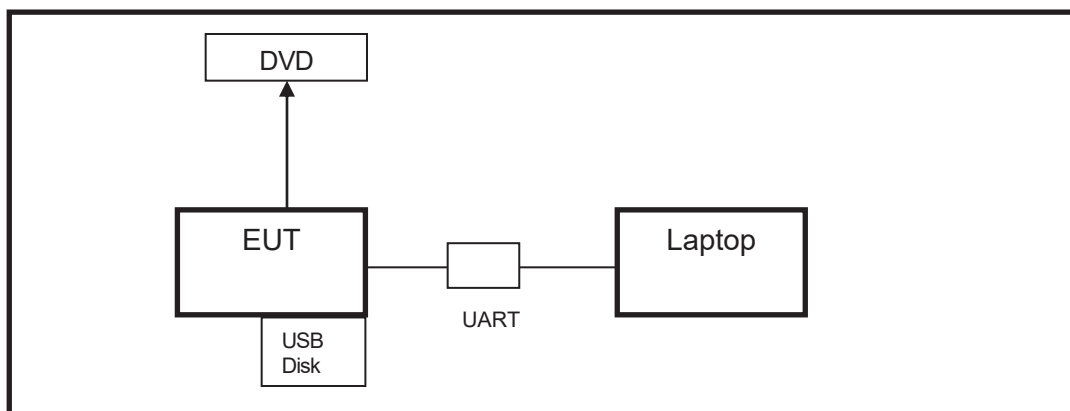 DVD
EUT
Laptop
UART
USB
Disk